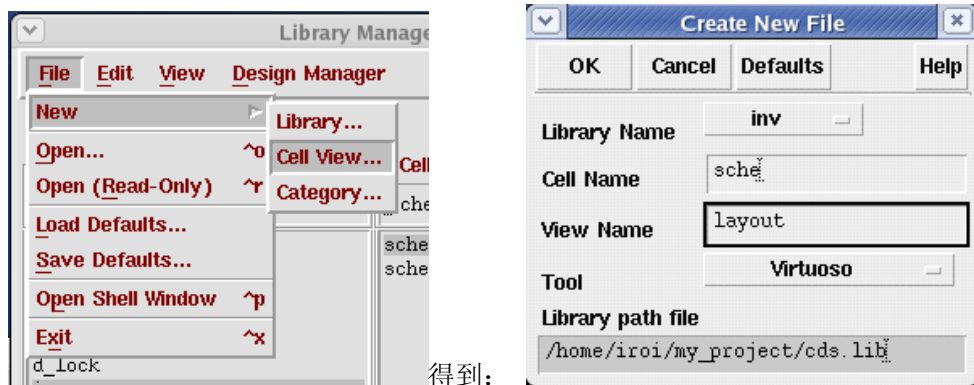 Library Manage
File Edit View Design Manager
New
Library...
Open... ^o
Cell View...
Cell
Open (Read-Only) ^r
Category...
che
Load Defaults...
sche
Save Defaults...
sche
Open Shell Window ^p
Exit ^x
d_lock
得到：
Create New File
OK Cancel Defaults Help
Library Name inv
Cell Name sche
View Name layout
Tool Virtuoso
Library path file
/home/iroi/my_project/cds.lib